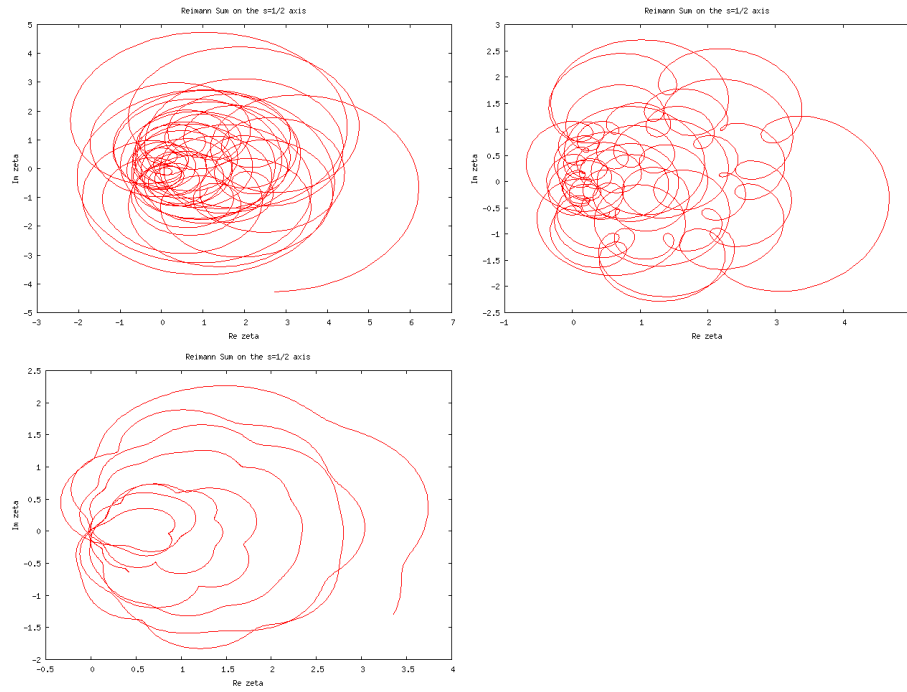 Reimann Sum on the s=1/2 axis
5
4
3
2
1
0
-1
-2
-3
-4
-5
Im zeta
-3 -2 -1 0 1 2 3 4 5 6 7
Re zeta
Reimann Sum on the s=1/2 axis
3
2.5
2
1.5
1
0.5
0
-0.5
-1
-1.5
-2
-2.5
Im zeta
-1 0 1 2 3 4
Re zeta
Reimann Sum on the s=1/2 axis
2.5
2
1.5
1
0.5
0
-0.5
-1
-1.5
-2
Im zeta
-0.5 0 0.5 1 1.5 2 2.5 3 3.5 4
Re zeta